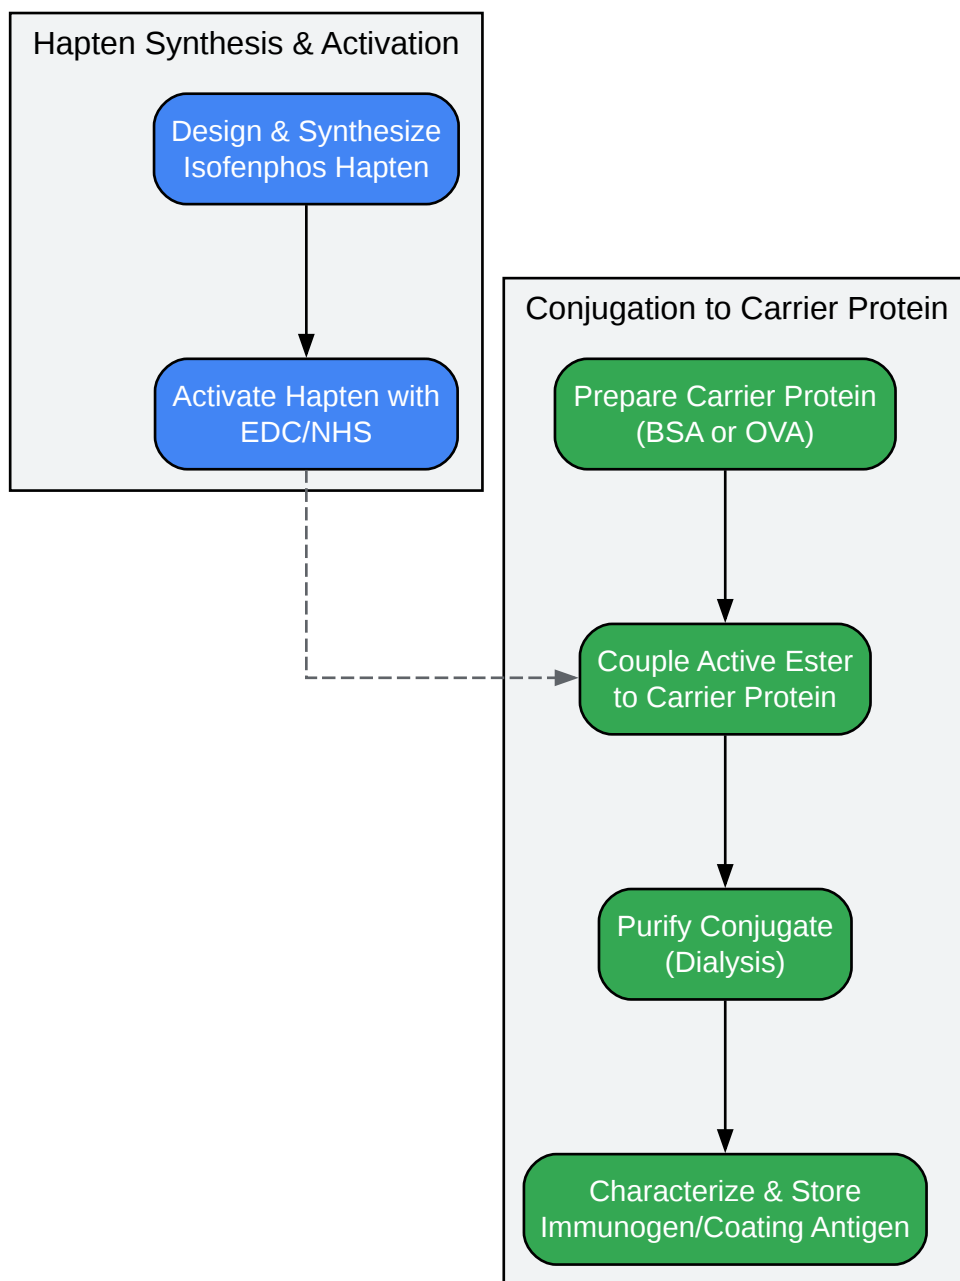 Hapten Synthesis & Activation
Design & Synthesize
Isofenphos Hapten
Activate Hapten with
EDC/NHS
Conjugation to Carrier Protein
Prepare Carrier Protein
(BSA or OVA)
Couple Active Ester
to Carrier Protein
Purify Conjugate
(Dialysis)
Characterize & Store
Immunogen/Coating Antigen